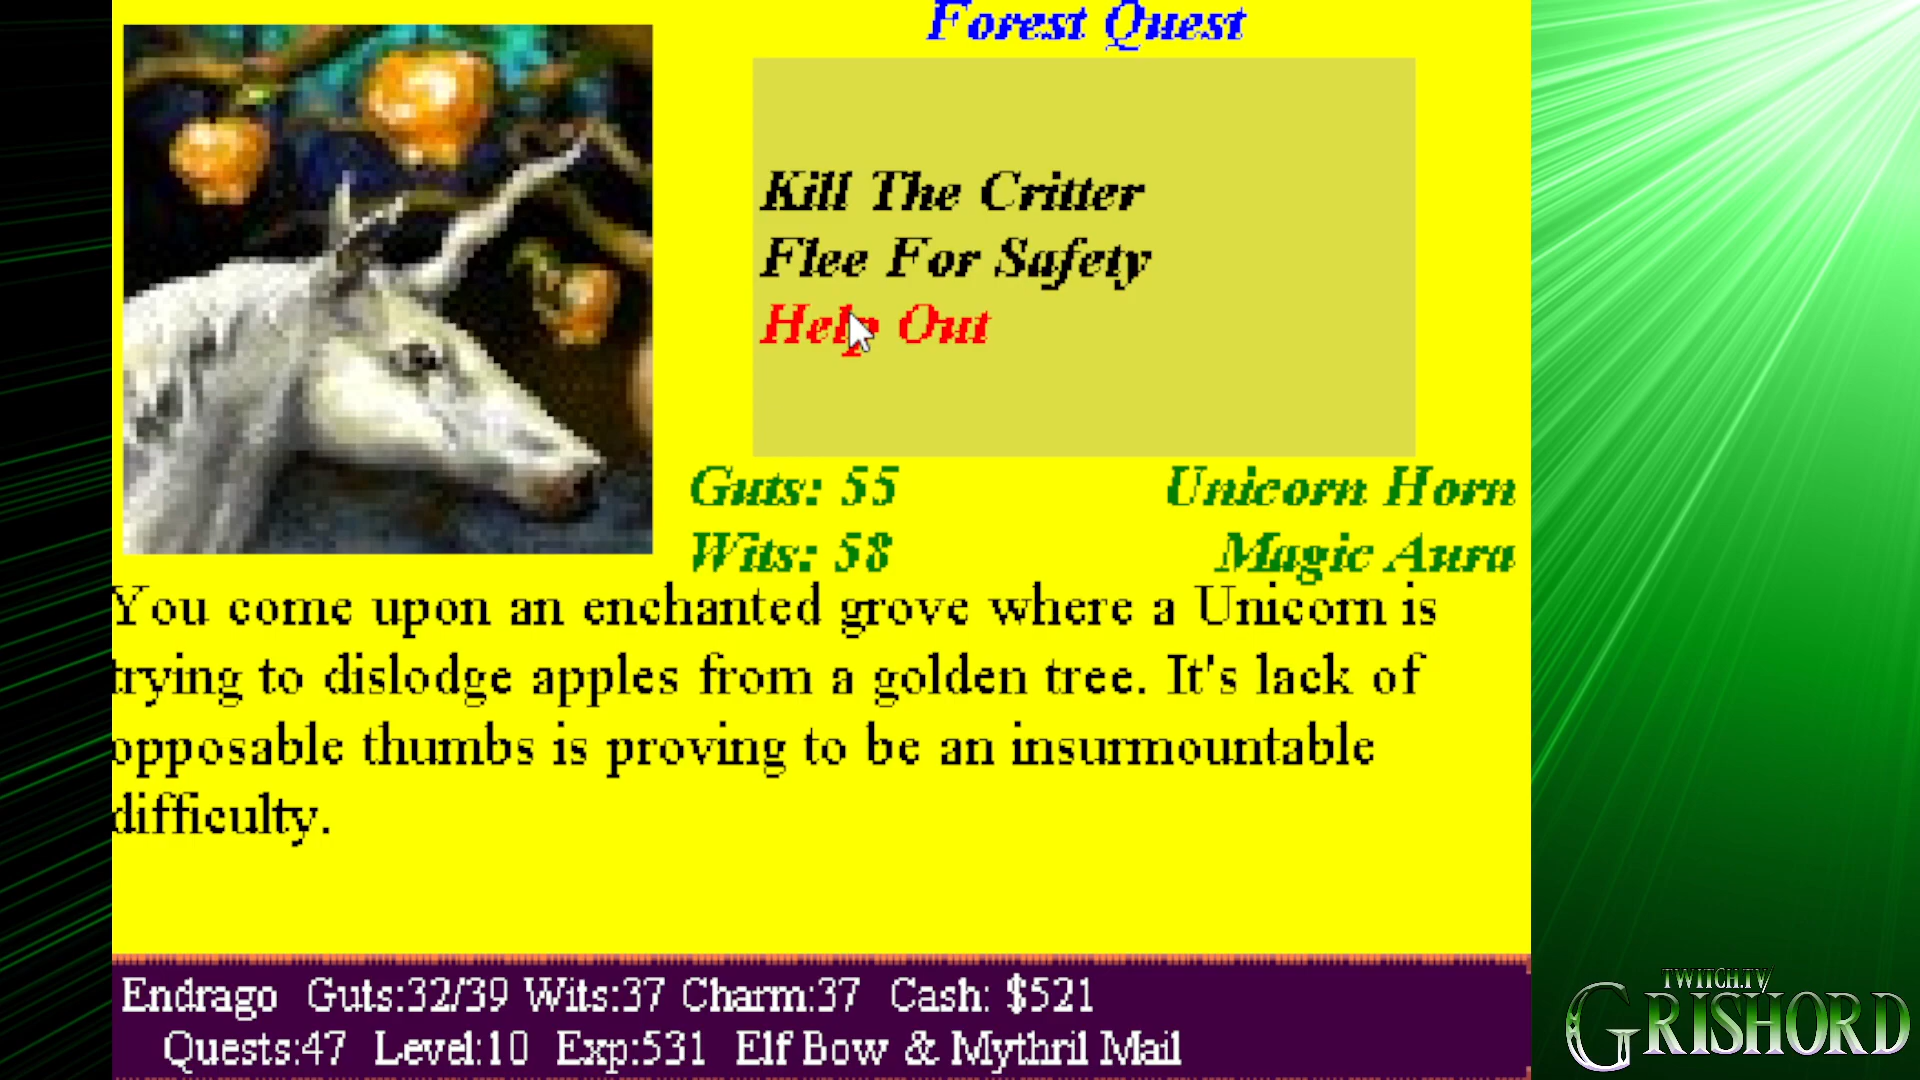 Forest Quest
Kill The Critter
Flee For Safety
Help Out
Guts: 55 Unicorn Horn
Wits: 58 Magic Aura
You come upon an enchanted grove where a Unicorn is
trying to dislodge apples from a golden tree. It's lack of
opposable thumbs is proving to be an insurmountable
difficulty.
Endrago Guts:32/39 Wits:37 Charm:37 Cash: $521
Quests:47 Level:10 Exp:531 Elf Bow & Mythril Mail
TWITCH.TV/
GRISHORD